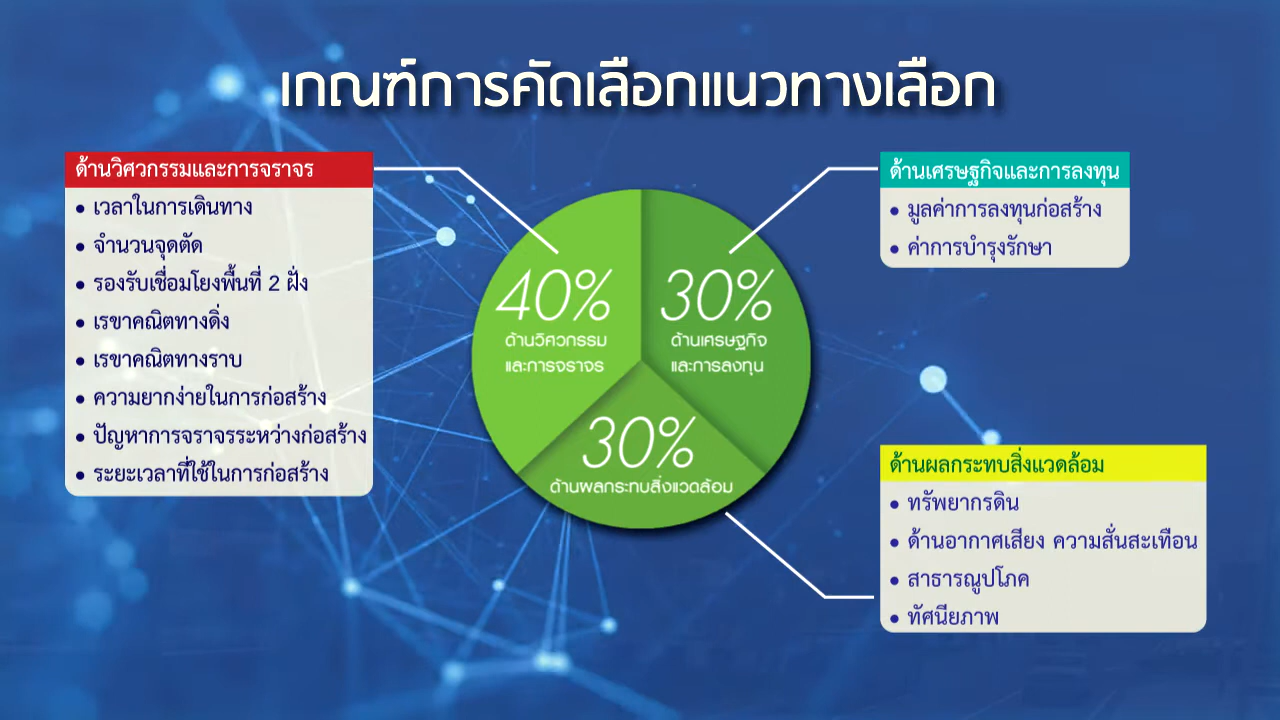 เกณฑ์การคัดเลือกแนวทางเลือก
ด้านวิศวกรรมและการจราจร
• เวลาในการเดินทาง
• จำนวนจุดตัด
• รองรับเชื่อมโยงพื้นที่ 2 ฝั่ง
• เรขาคณิตทางดิ่ง
• เรขาคณิตทางราบ
• ความยากง่ายในการก่อสร้าง
• ปัญหาการจราจรระหว่างก่อสร้าง
• ระยะเวลาที่ใช้ในการก่อสร้าง
40%
ด้านวิศวกรรม
และการจราจร
30%
ด้านเศรษฐกิจ
และการลงทุน
30%
ด้านผลกระทบสิ่งแวดล้อม
ด้านเศรษฐกิจและการลงทุน
• มูลค่าการลงทุนก่อสร้าง
• ค่าการบำรุงรักษา
ด้านผลกระทบสิ่งแวดล้อม
• ทรัพยากรดิน
• ด้านอากาศเสียง ความสั่นสะเทือน
• สาธารณูปโภค
• ทัศนียภาพ